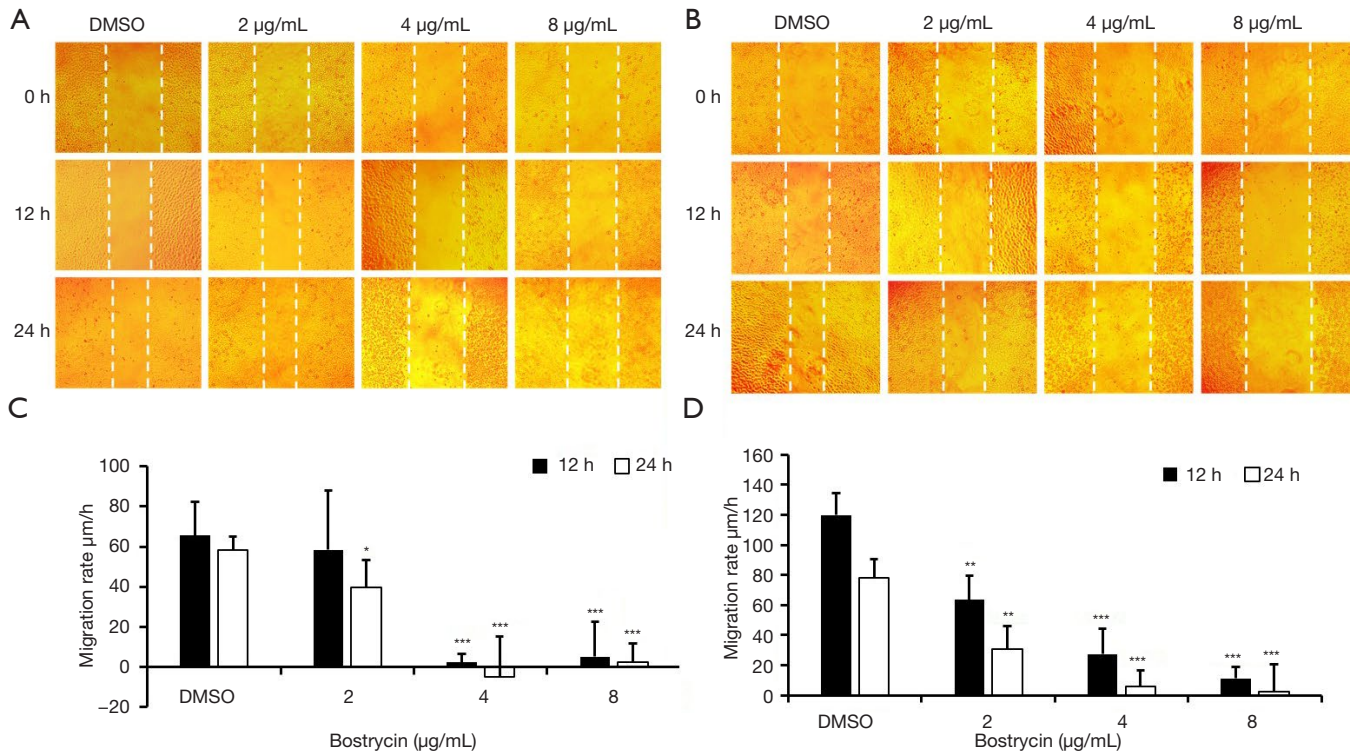 A
DMSO 2 µg/mL 4 µg/mL 8 µg/mL
0 h
12 h
24 h
B
DMSO 2 µg/mL 4 µg/mL 8 µg/mL
0 h
12 h
24 h
C
12 h 24 h
Migration rate µm/h
100
80
60
40
20
0
−20
*
***
***
***
***
DMSO 2 4 8
Bostrycin (µg/mL)
D
12 h 24 h
Migration rate µm/h
160
140
120
100
80
60
40
20
0
**
**
***
***
***
***
DMSO 2 4 8
Bostrycin (µg/mL)